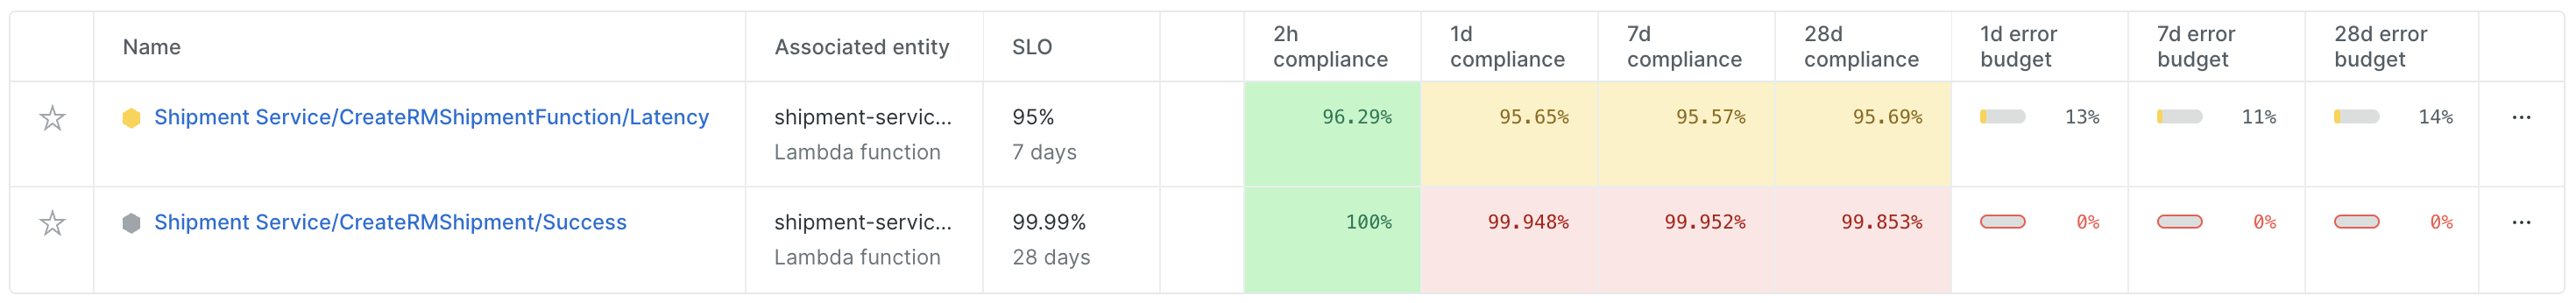 Name
Associated entity
SLO
2h
compliance
1d
compliance
7d
compliance
28d
compliance
1d error
budget
7d error
budget
28d error
budget
Shipment Service/CreateRMShipmentFunction/Latency
shipment-servic...
Lambda function
95%
7 days
96.29%
95.65%
95.57%
95.69%
13%
11%
14%
...
Shipment Service/CreateRMShipment/Success
shipment-servic...
Lambda function
99.99%
28 days
100%
99.948%
99.952%
99.853%
0%
0%
0%
...